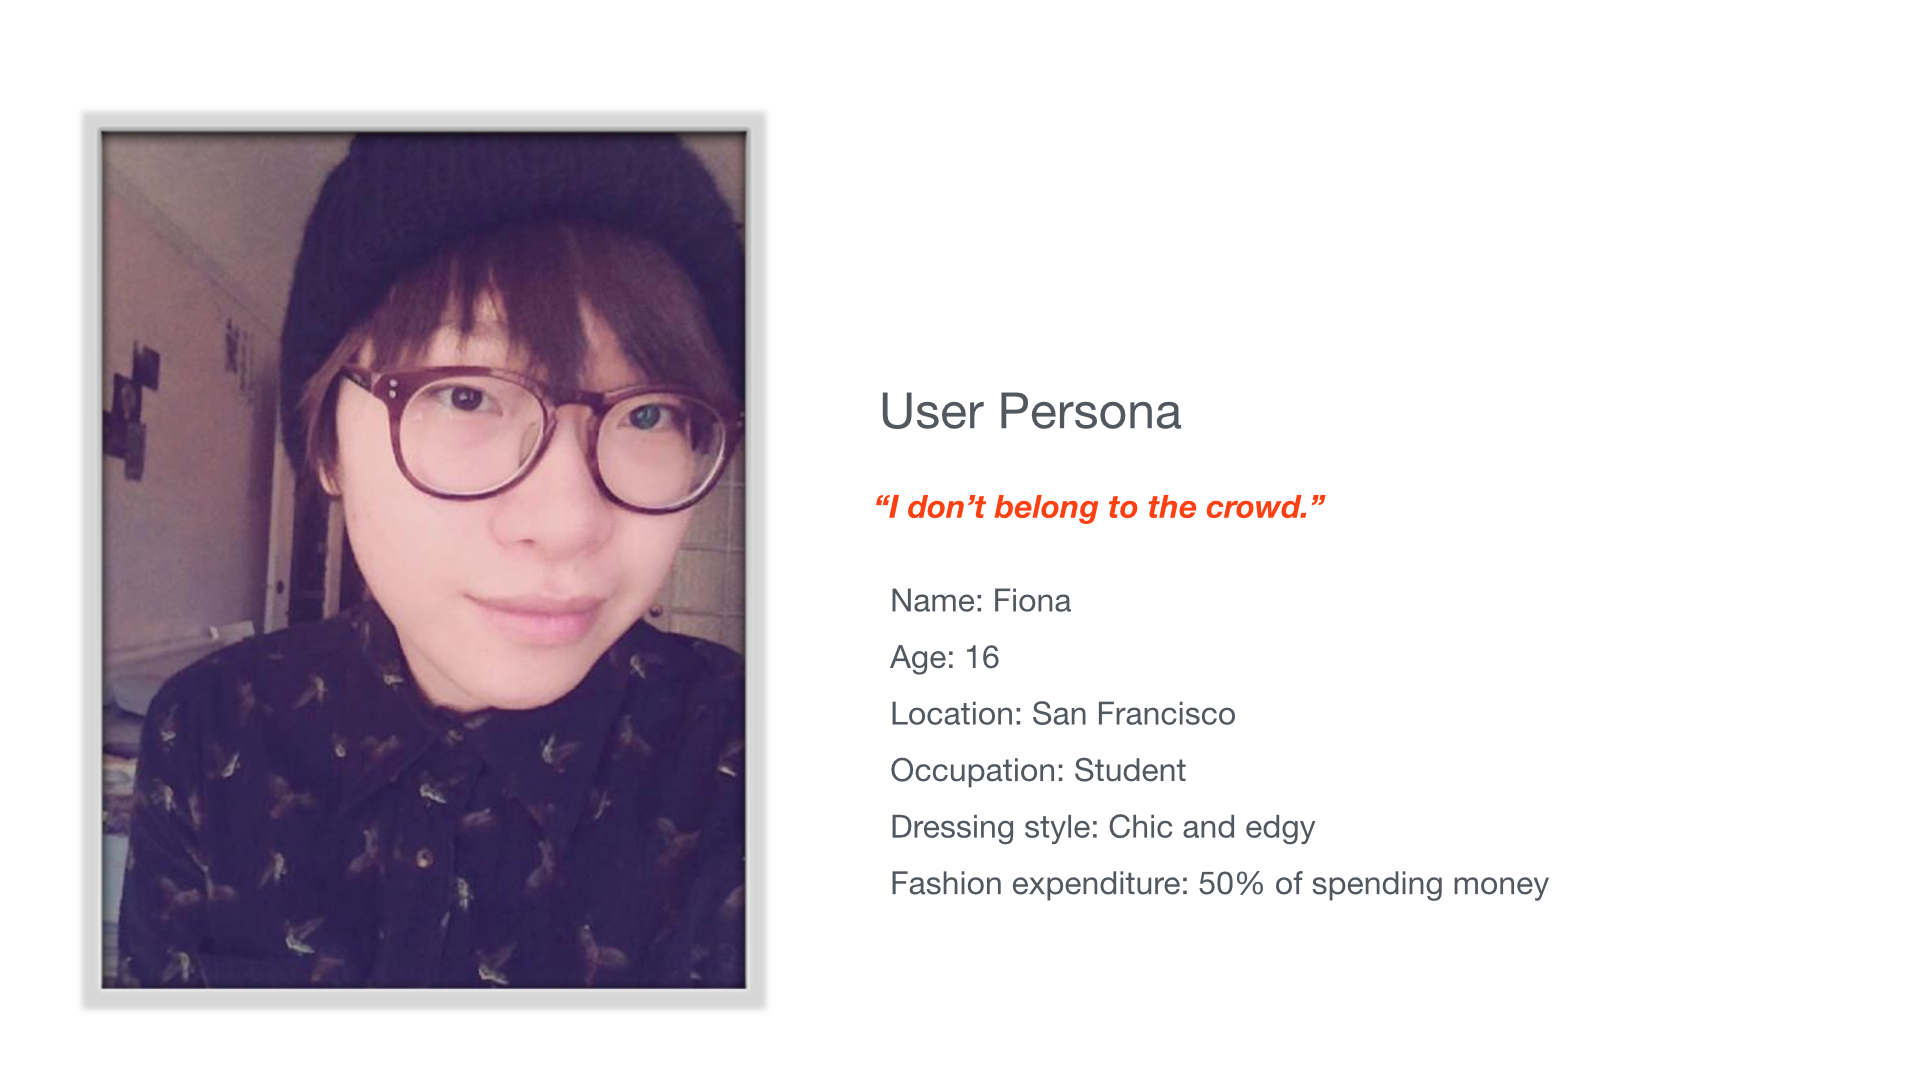 User Persona
“I don’t belong to the crowd.”
Name: Fiona
Age: 16
Location: San Francisco
Occupation: Student
Dressing style: Chic and edgy
Fashion expenditure: 50% of spending money